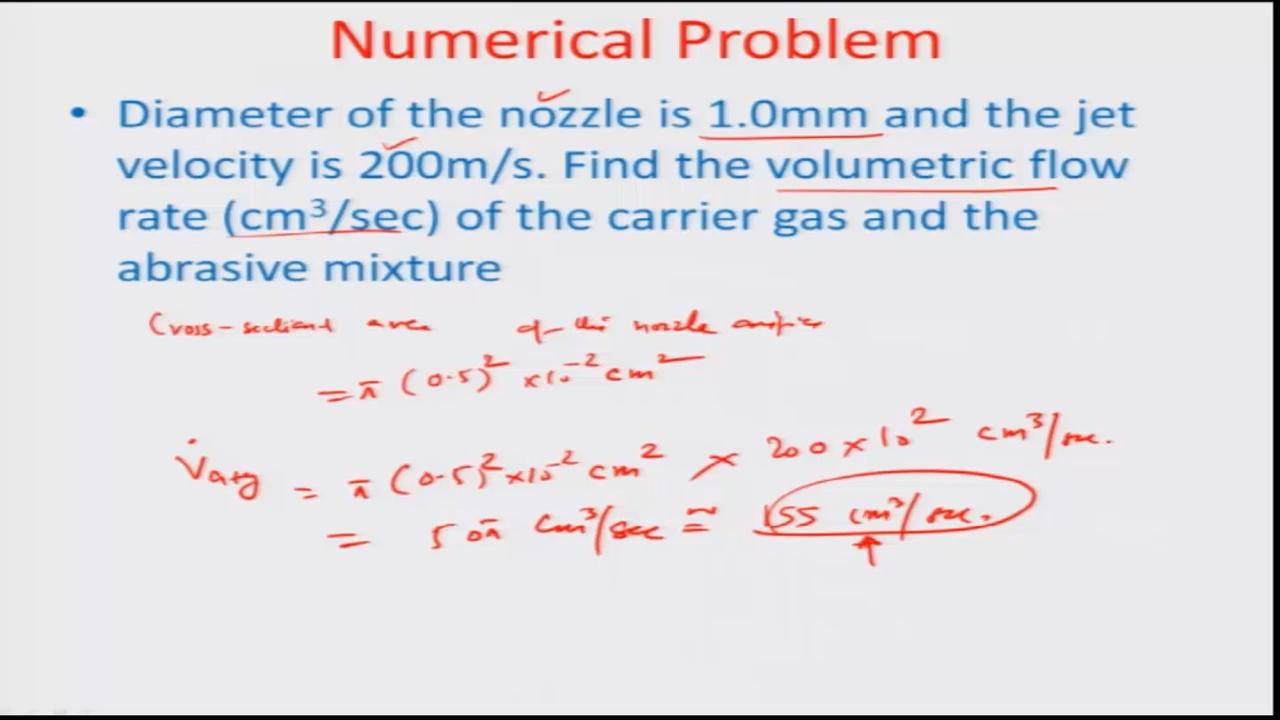 Numerical Problem
• Diameter of the nozzle is 1.0mm and the jet
velocity is 200m/s. Find the volumetric flow
rate (cm³/sec) of the carrier gas and the
abrasive mixture
Cross-sectional area of the nozzle
= π (0.5)² × 10⁻² cm²
= π (0.5)² × 10⁻² cm² × 200 × 10² cm³/sec.
= 50π cm³/sec ≅ 155 cm³/sec.